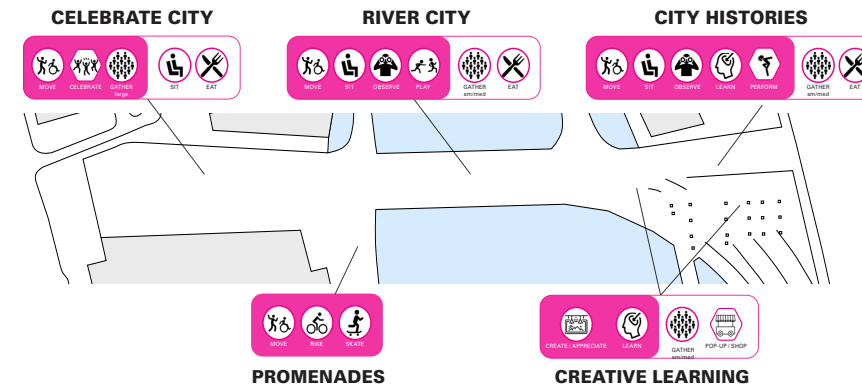 CELEBRATE CITY
MOVE CELEBRATE GATHER large SIT EAT
RIVER CITY
MOVE SIT OBSERVE PLAY GATHER sm/med EAT
CITY HISTORIES
MOVE SIT OBSERVE LEARN PERFORM GATHER sm/med EAT
MOVE BIKE SKATE
PROMENADES
CREATE / APPRECIATE LEARN GATHER sm/med POP-UP / SHOP
CREATIVE LEARNING